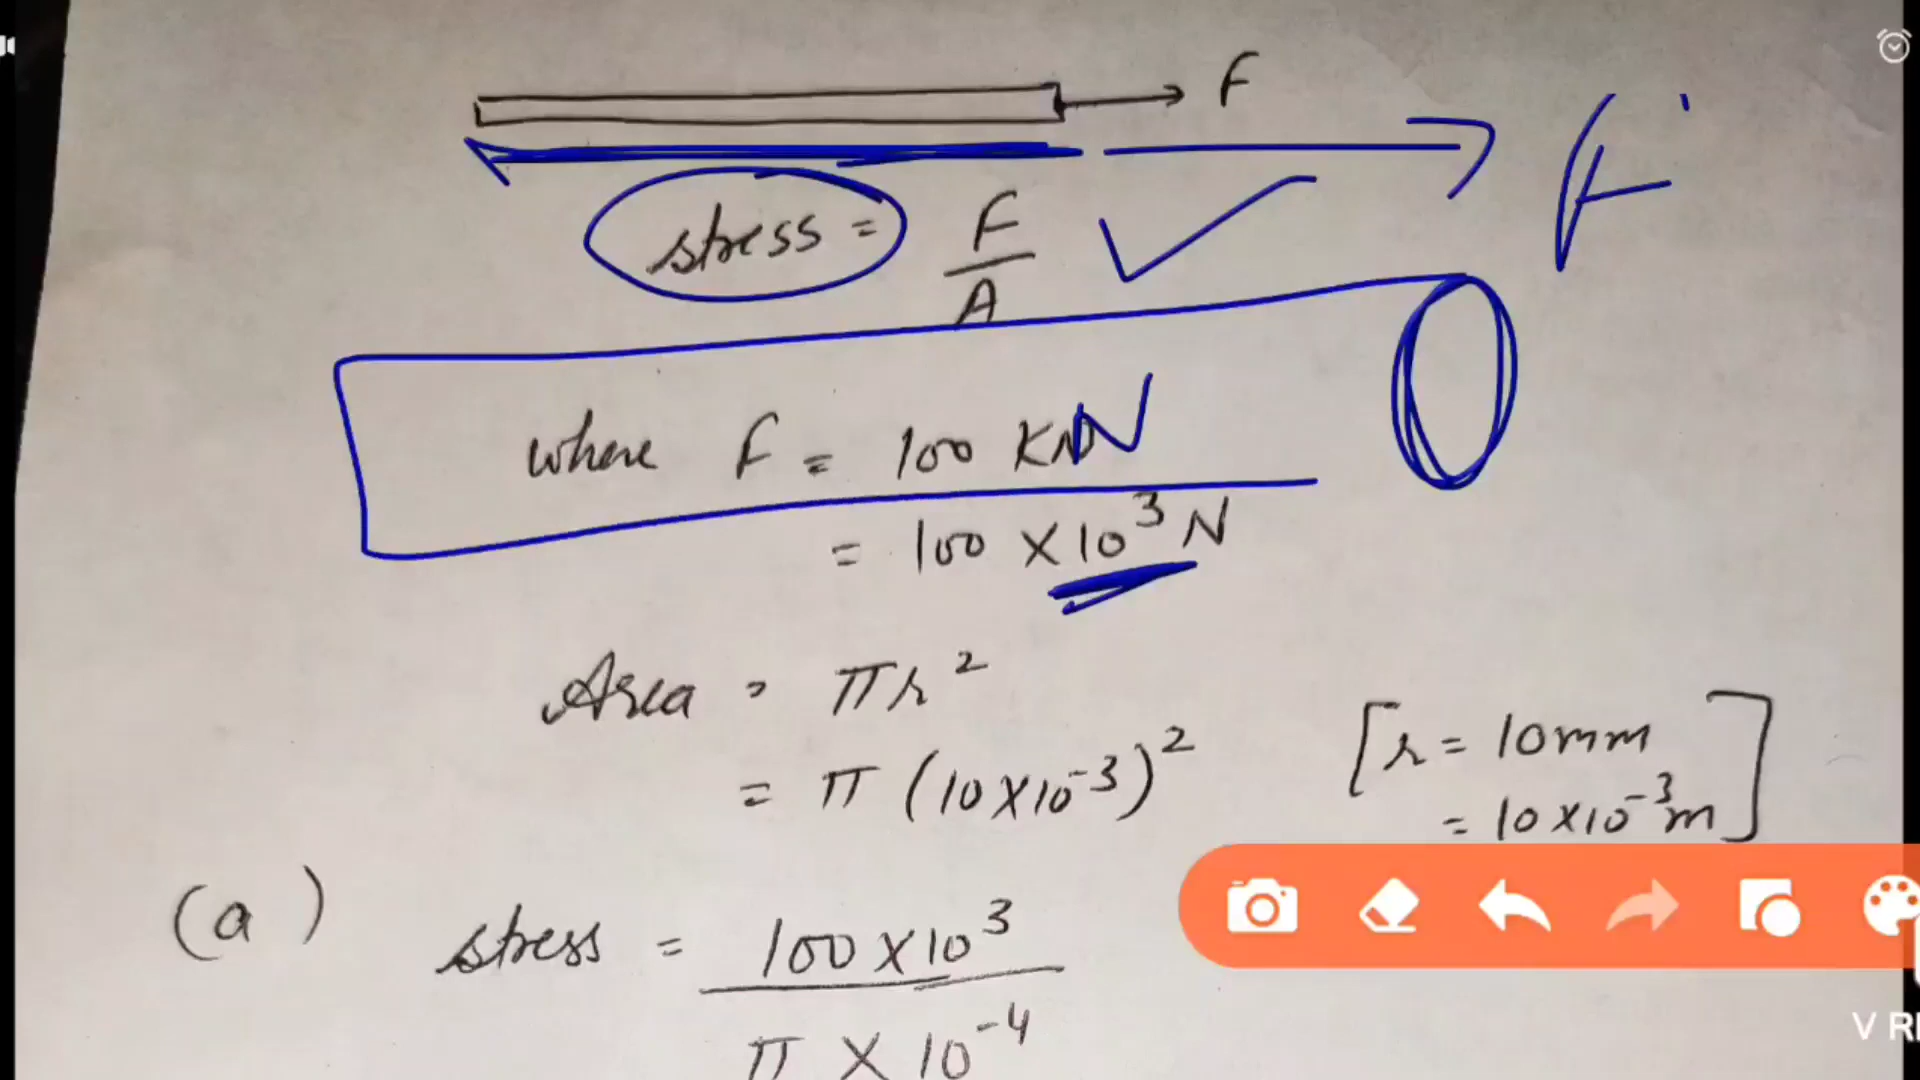 F
F
stress = F/A
where F = 100 KN N
= 100 × 10³ N
Area = πr²
= π (10×10⁻³)²
[r = 10mm
= 10×10⁻³m]
(a) stress = 100×10³ / π × 10⁻⁴
V R